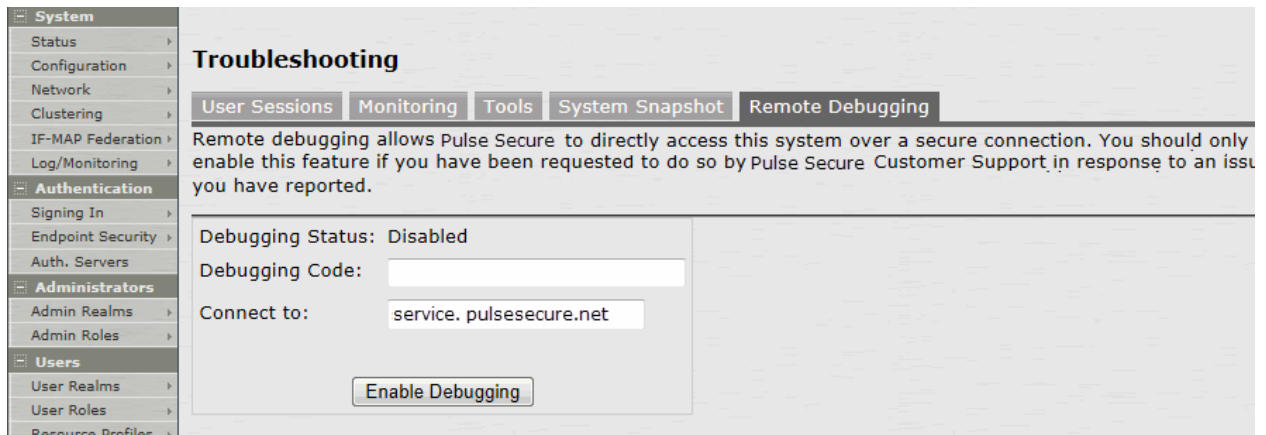 System
Status
Configuration
Network
Clustering
IF-MAP Federation
Log/Monitoring
Authentication
Signing In
Endpoint Security
Auth. Servers
Administrators
Admin Realms
Admin Roles
Users
User Realms
User Roles
Resource Profiles
Troubleshooting
User Sessions Monitoring Tools System Snapshot Remote Debugging
Remote debugging allows Pulse Secure to directly access this system over a secure connection. You should only
enable this feature if you have been requested to do so by Pulse Secure Customer Support in response to an issu
you have reported.
Debugging Status: Disabled
Debugging Code:
Connect to: service. pulsesecure.net
Enable Debugging